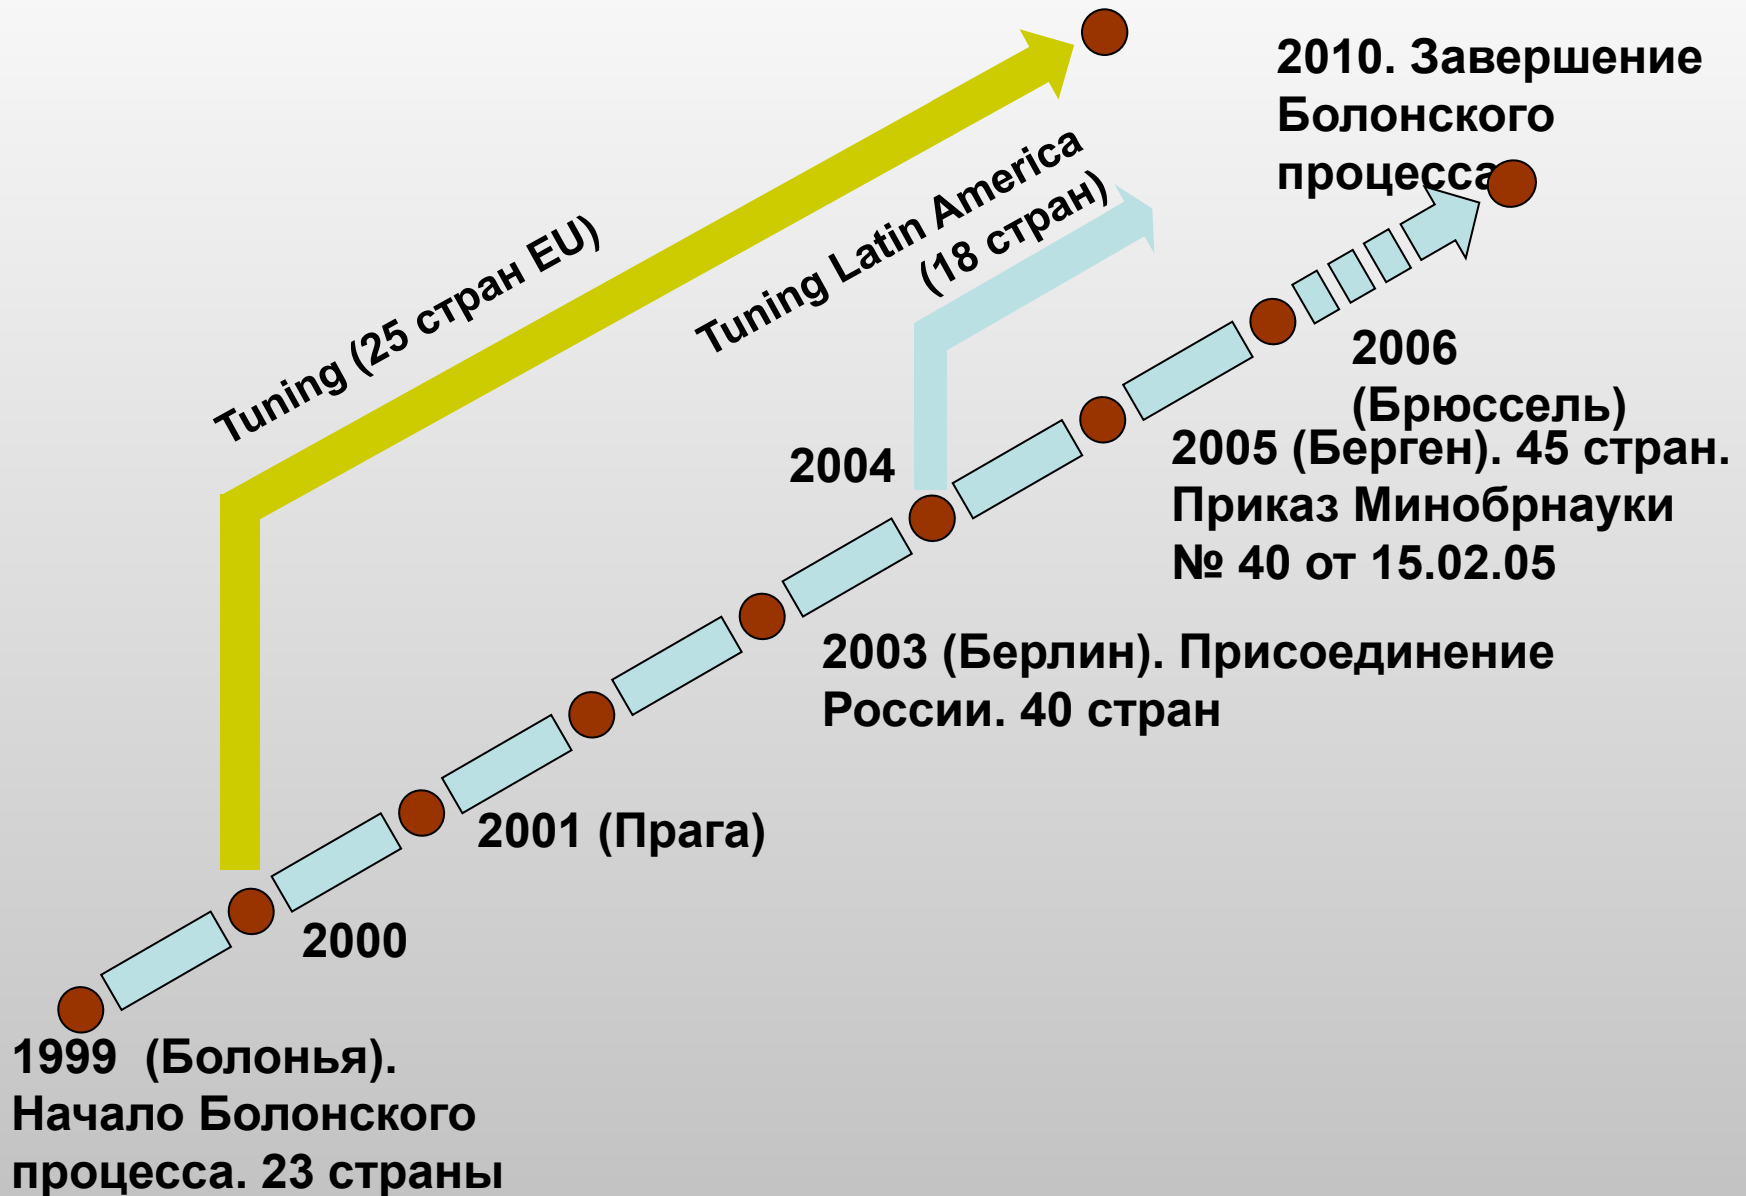 2010. Завершение
Болонского
процесса
Tuning (25 стран EU)
Tuning Latin America
(18 стран)
2006
(Брюссель)
2004
2005 (Берген). 45 стран.
Приказ Минобрнауки
№ 40 от 15.02.05
2003 (Берлин). Присоединение
России. 40 стран
2001 (Прага)
2000
1999 (Болонья).
Начало Болонского
процесса. 23 страны